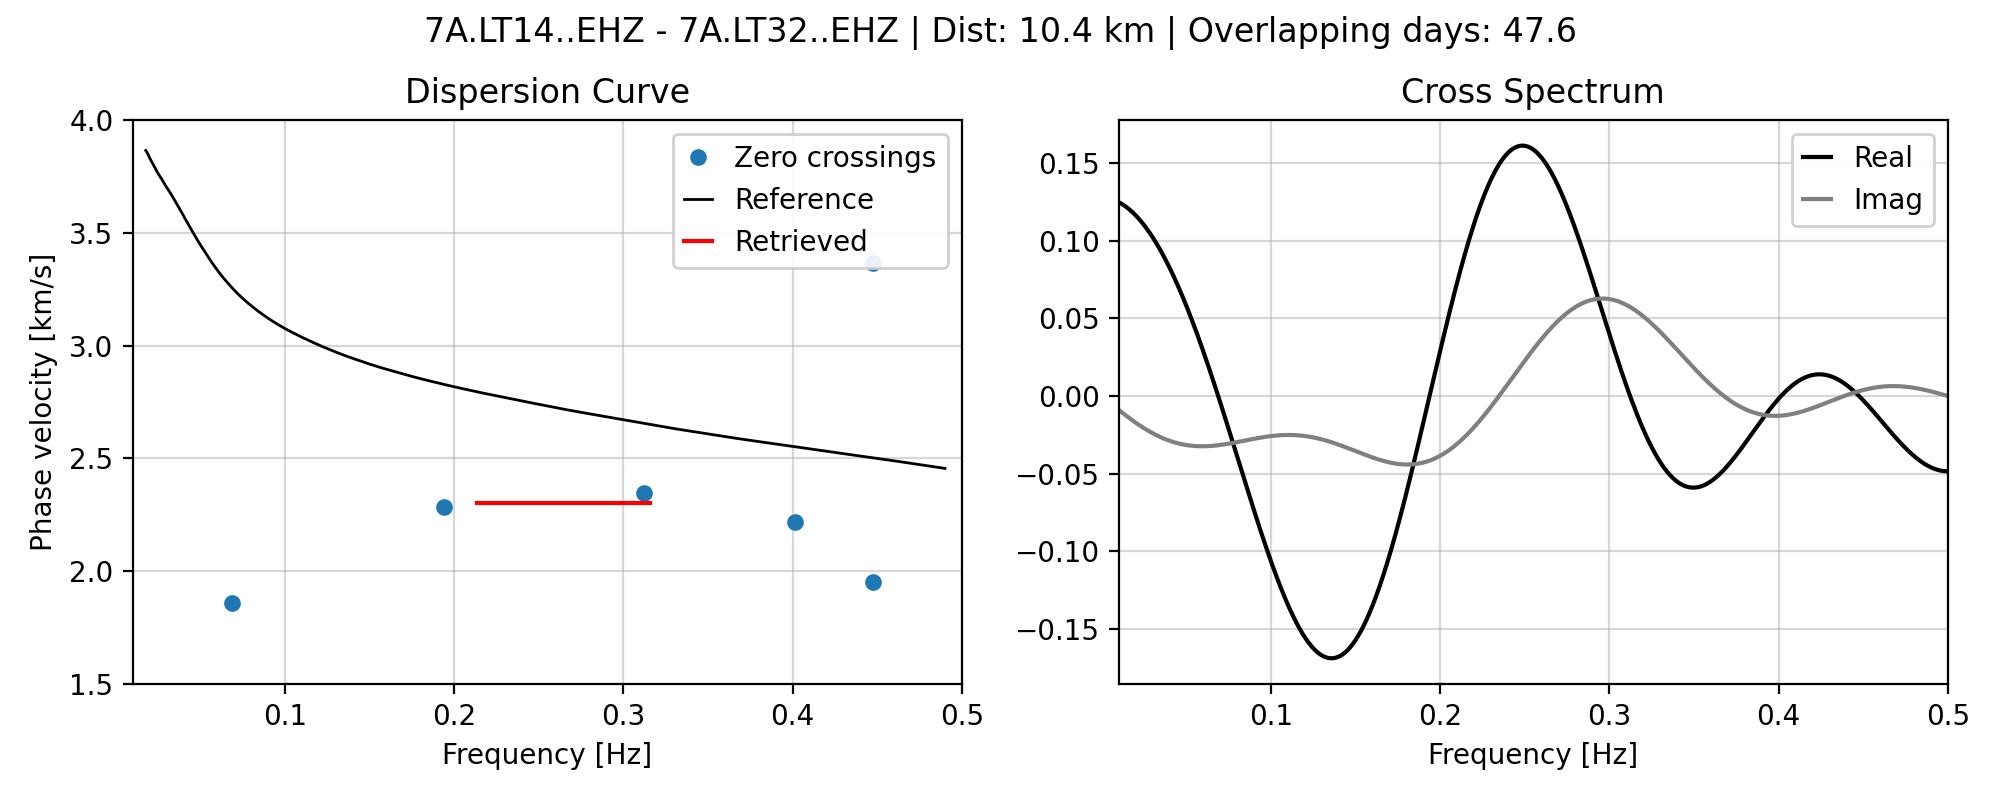 7A.LT14..EHZ - 7A.LT32..EHZ | Dist: 10.4 km | Overlapping days: 47.6
Dispersion Curve
Phase velocity [km/s]
4.0
3.5
3.0
2.5
2.0
1.5
Zero crossings
Reference
Retrieved
0.1 0.2 0.3 0.4 0.5
Frequency [Hz]
Cross Spectrum
0.15
0.10
0.05
0.00
−0.05
−0.10
−0.15
Real
Imag
0.1 0.2 0.3 0.4 0.5
Frequency [Hz]